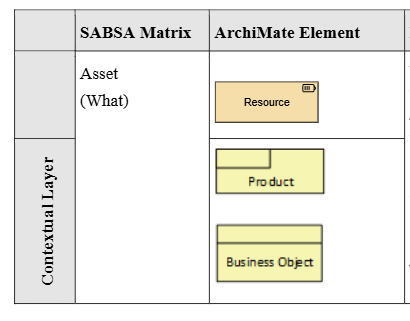 SABSA Matrix
ArchiMate Element
Asset
(What)
Resource
Contextual Layer
Product
Business Object